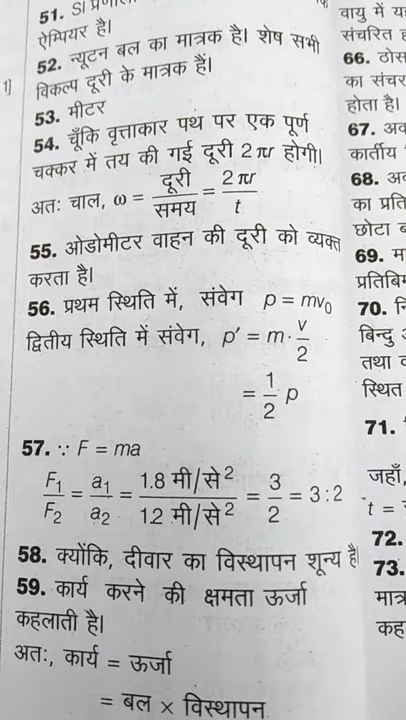 51. SI
ऐम्पियर है।
52. न्यूटन बल का मात्रक है। शेष सभी
विकल्प दूरी के मात्रक हैं।
53. मीटर
54. चूँकि वृत्ताकार पथ पर एक पूर्ण
चक्कर में तय की गई दूरी 2πr होगी।
अतः चाल, ω = दूरी/समय = 2πr/t
55. ओडोमीटर वाहन की दूरी को व्यक्त
करता है।
56. प्रथम स्थिति में, संवेग p = mv₀
द्वितीय स्थिति में संवेग, p′ = m·v/2
= 1/2 p
57. ∵ F = ma
F₁/F₂ = a₁/a₂ = 1.8 मी/से²/1.2 मी/से² = 3/2 = 3:2
58. क्योंकि, दीवार का विस्थापन शून्य है।
59. कार्य करने की क्षमता ऊर्जा
कहलाती है।
अतः, कार्य = ऊर्जा
= बल × विस्थापन
वायु में
संचरित
66. ठोस
का संचर
होता है।
67.
कार्तीय
68.
का प्रति
छोटा
69.
प्रतिबिम्
70.
बिन्दु
तथा
स्थित
71.
जहाँ,
t =
72.
73.
मात्र
कह